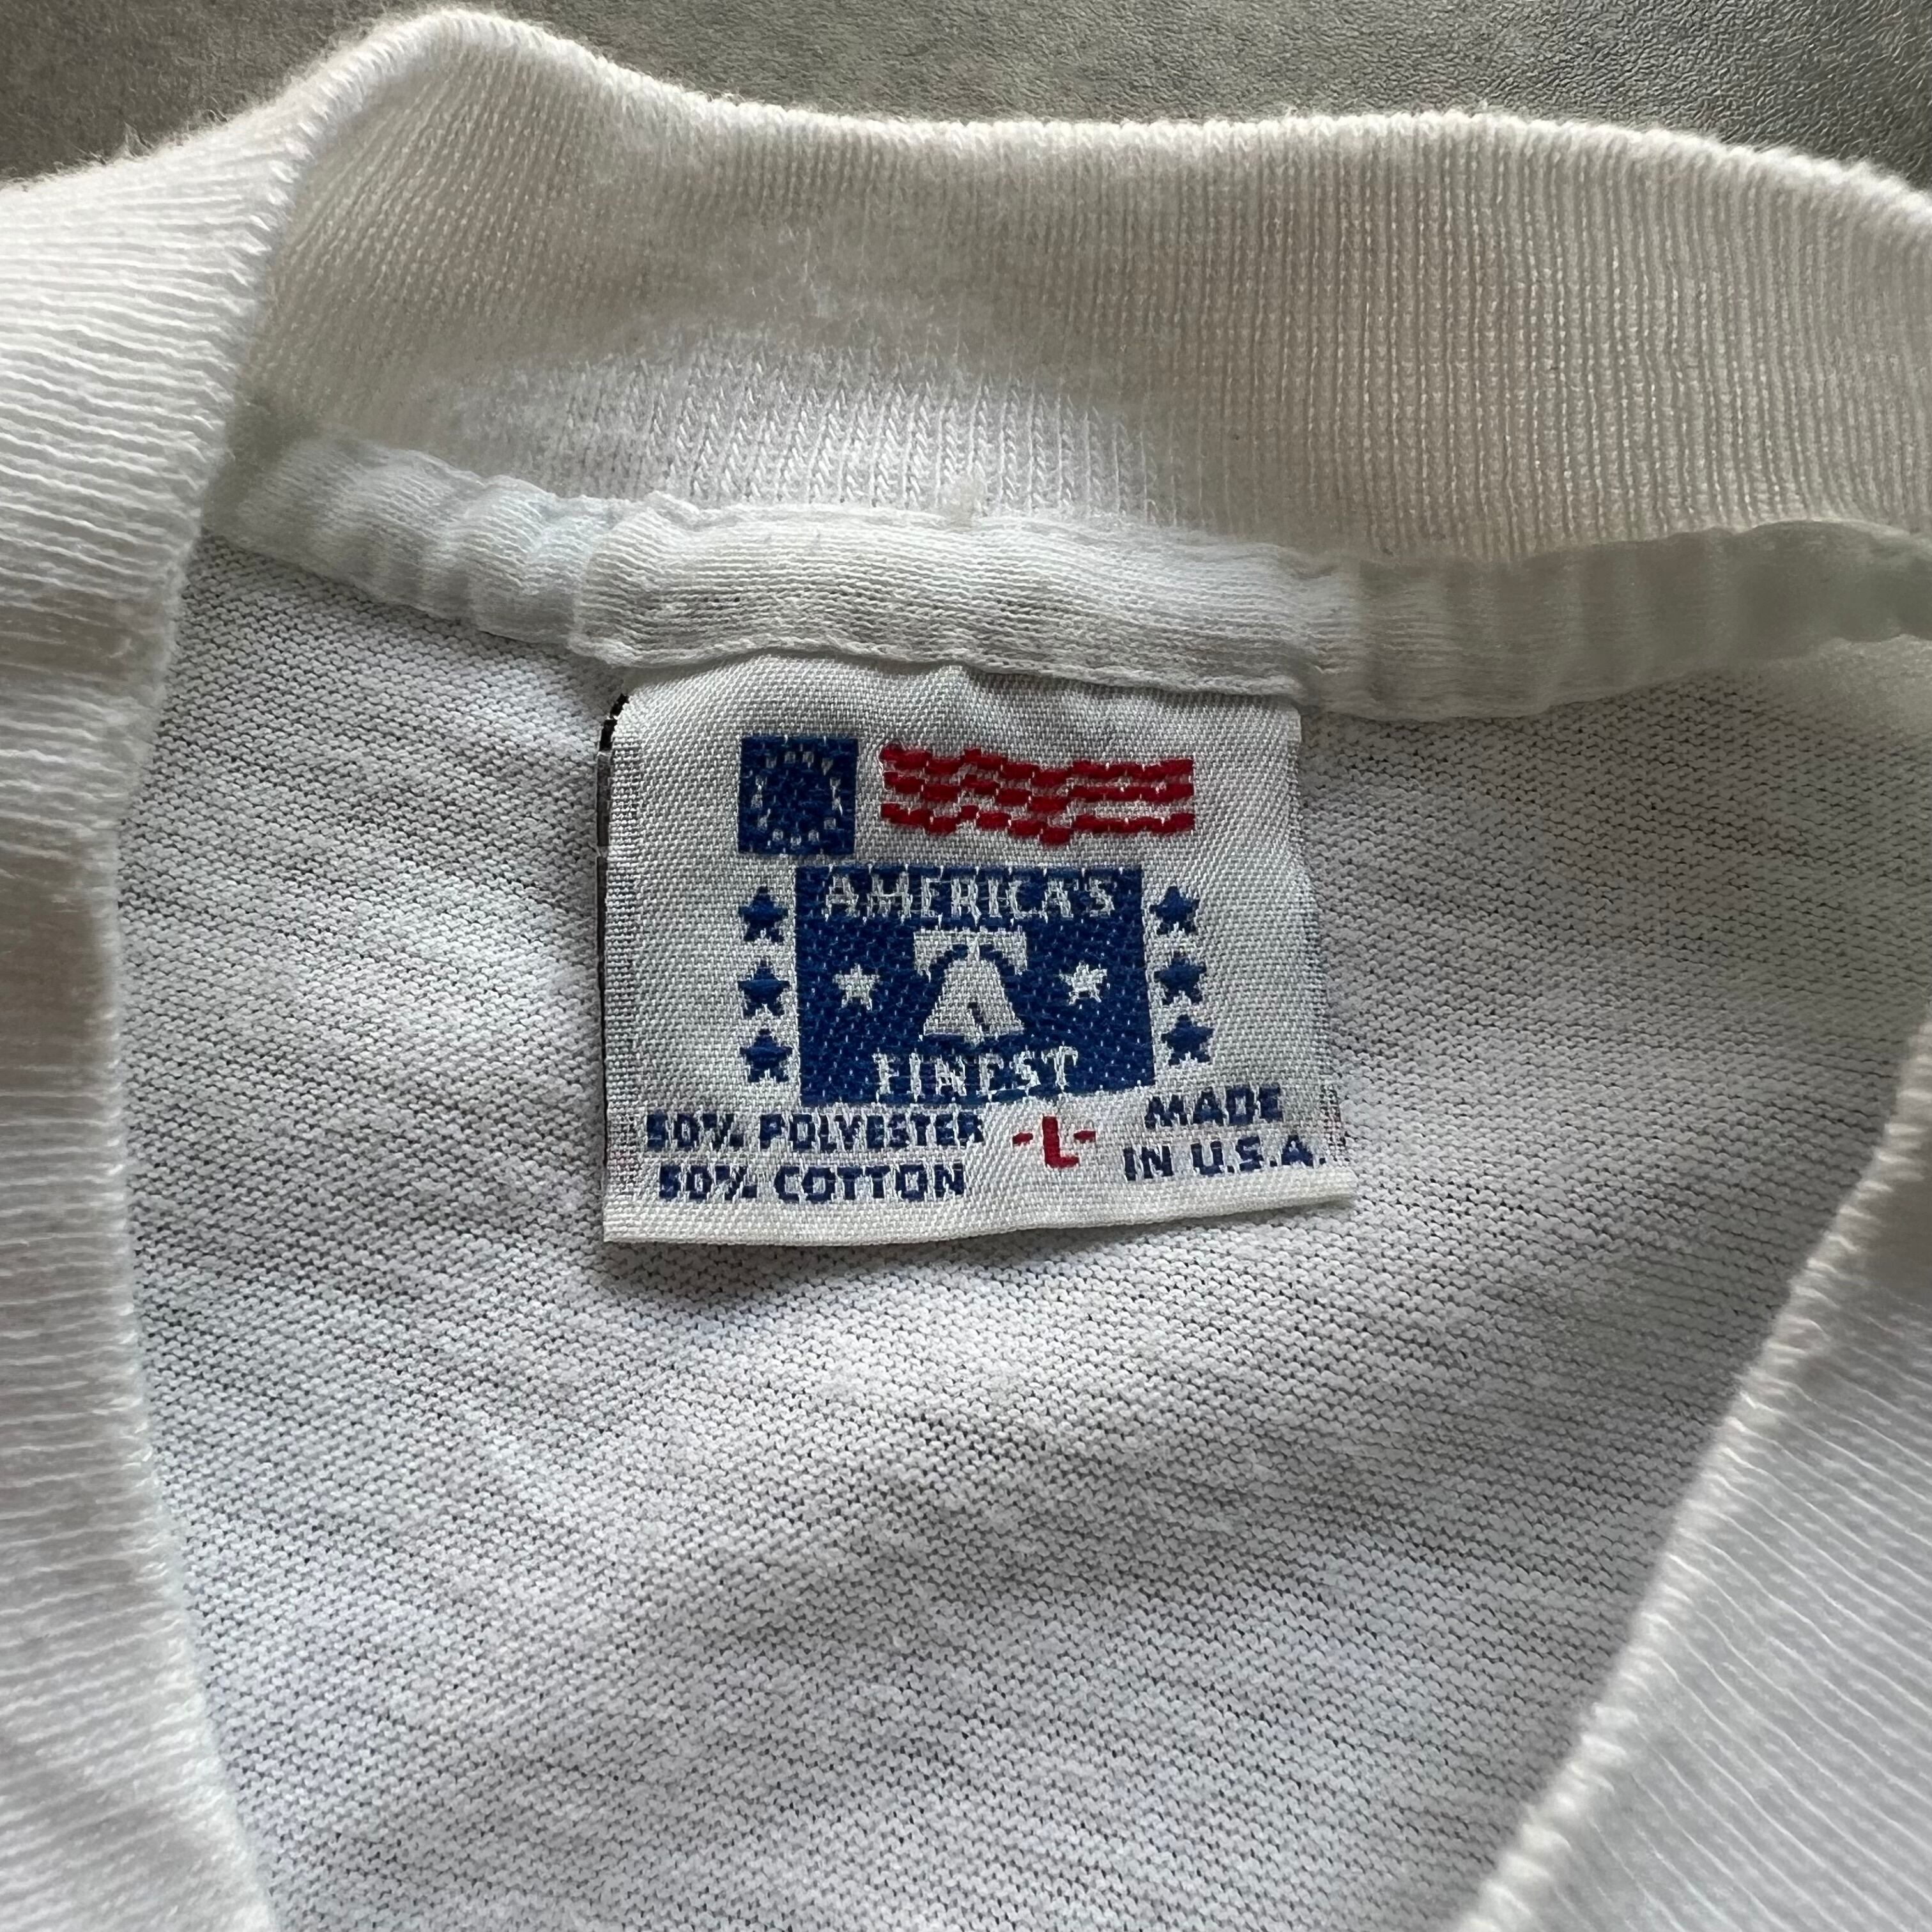 AMERICA'S
FINEST
50% POLYESTER
50% COTTON
-L-
MADE
IN U.S.A.